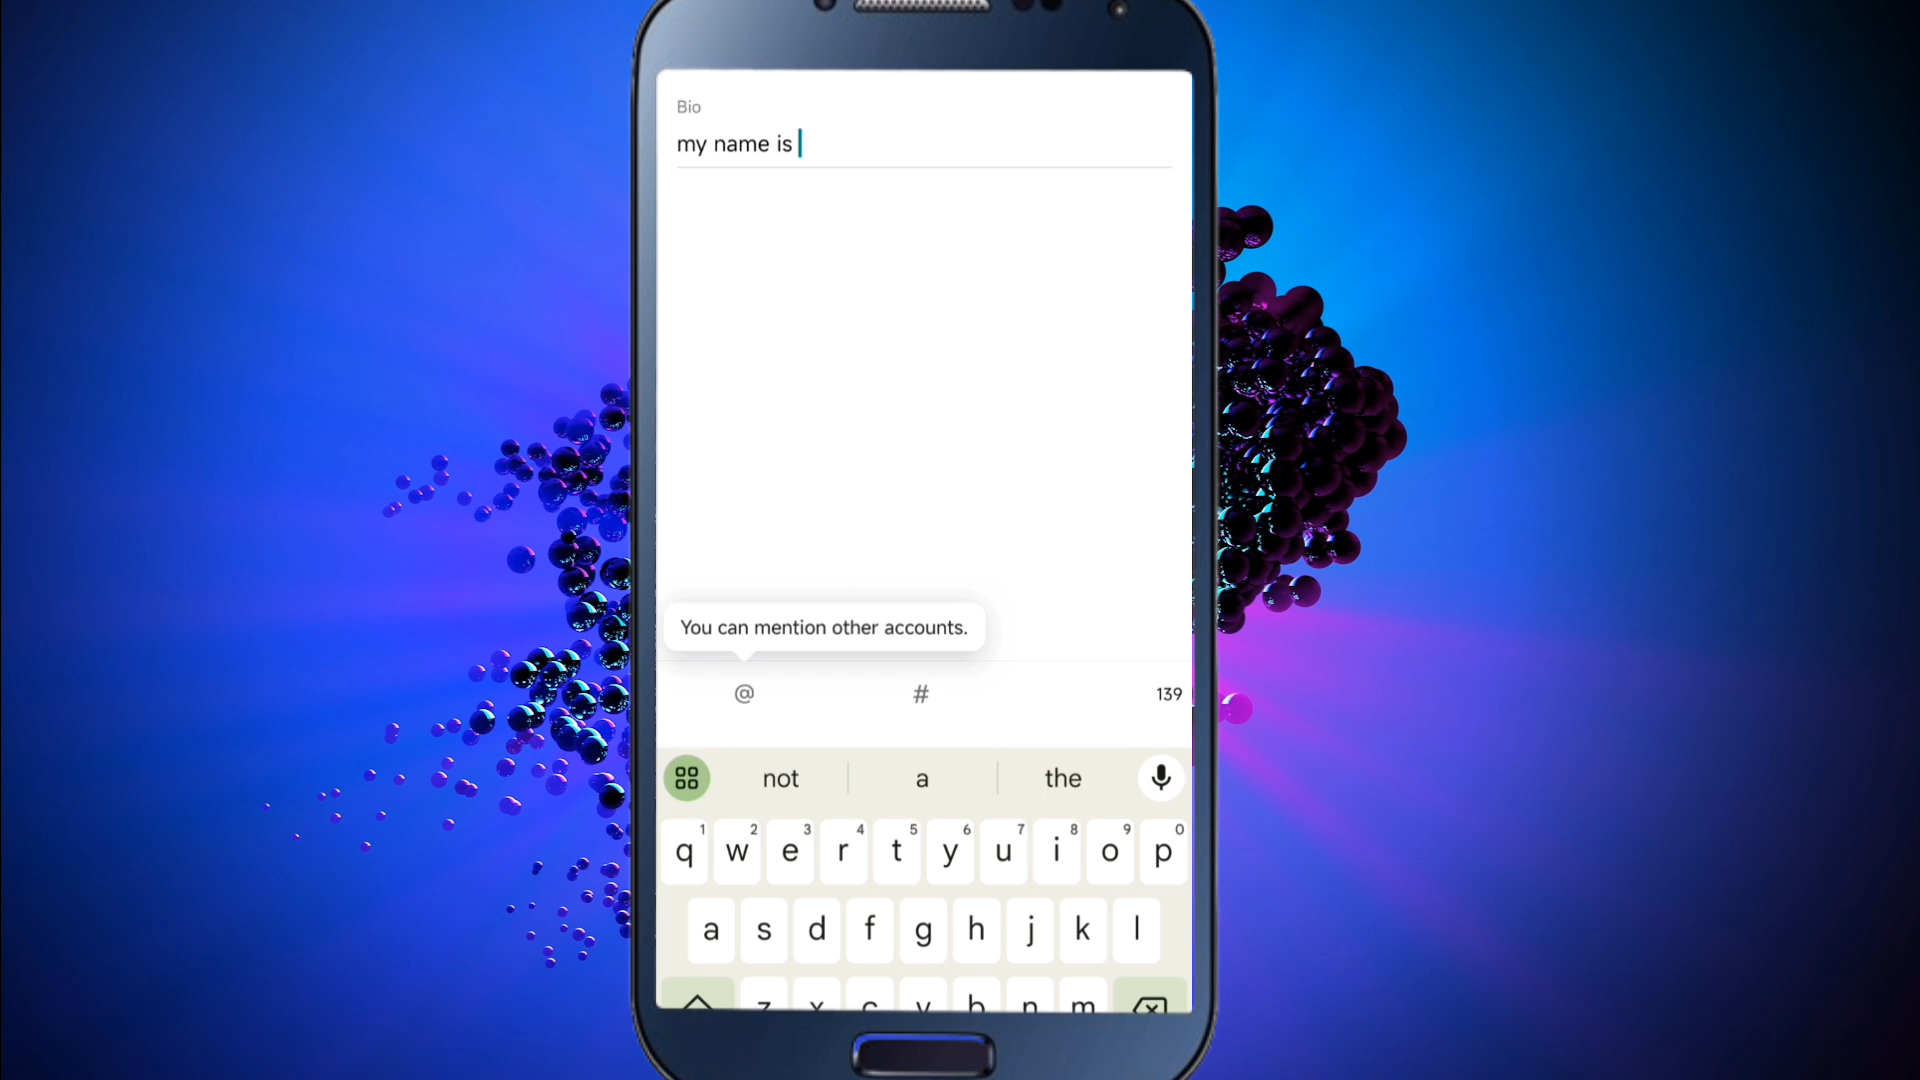 Bio
my name is
You can mention other accounts.
@ # 139
not a the
1 2 3 4 5 6 7 8 9 0
q w e r t y u i o p
a s d f g h j k l
z x c v b n m